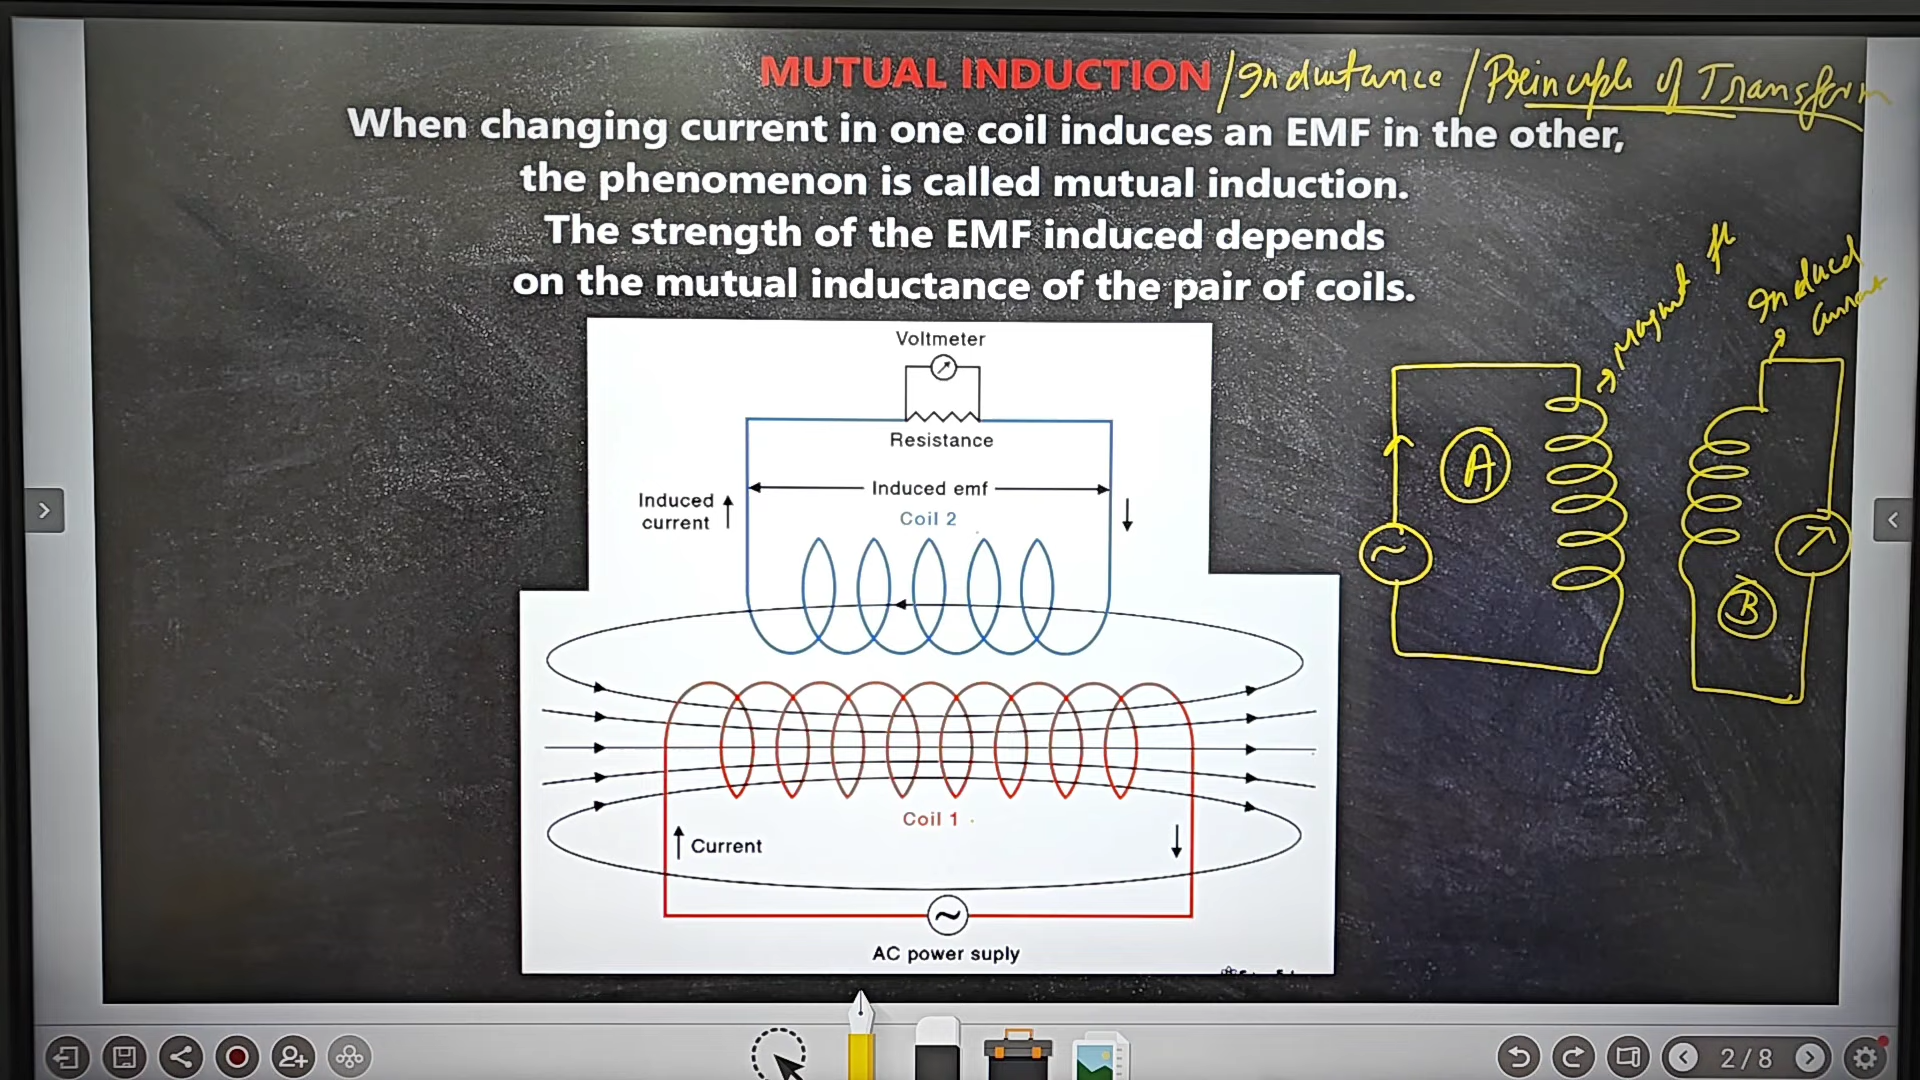 MUTUAL INDUCTION / Inductance / Principle of Transform
When changing current in one coil induces an EMF in the other,
the phenomenon is called mutual induction.
The strength of the EMF induced depends
on the mutual inductance of the pair of coils.
Voltmeter
Resistance
Induced emf
Induced
current
Coil 2
Coil 1
Current
AC power suply
A
Induced
Current
B
2 / 8